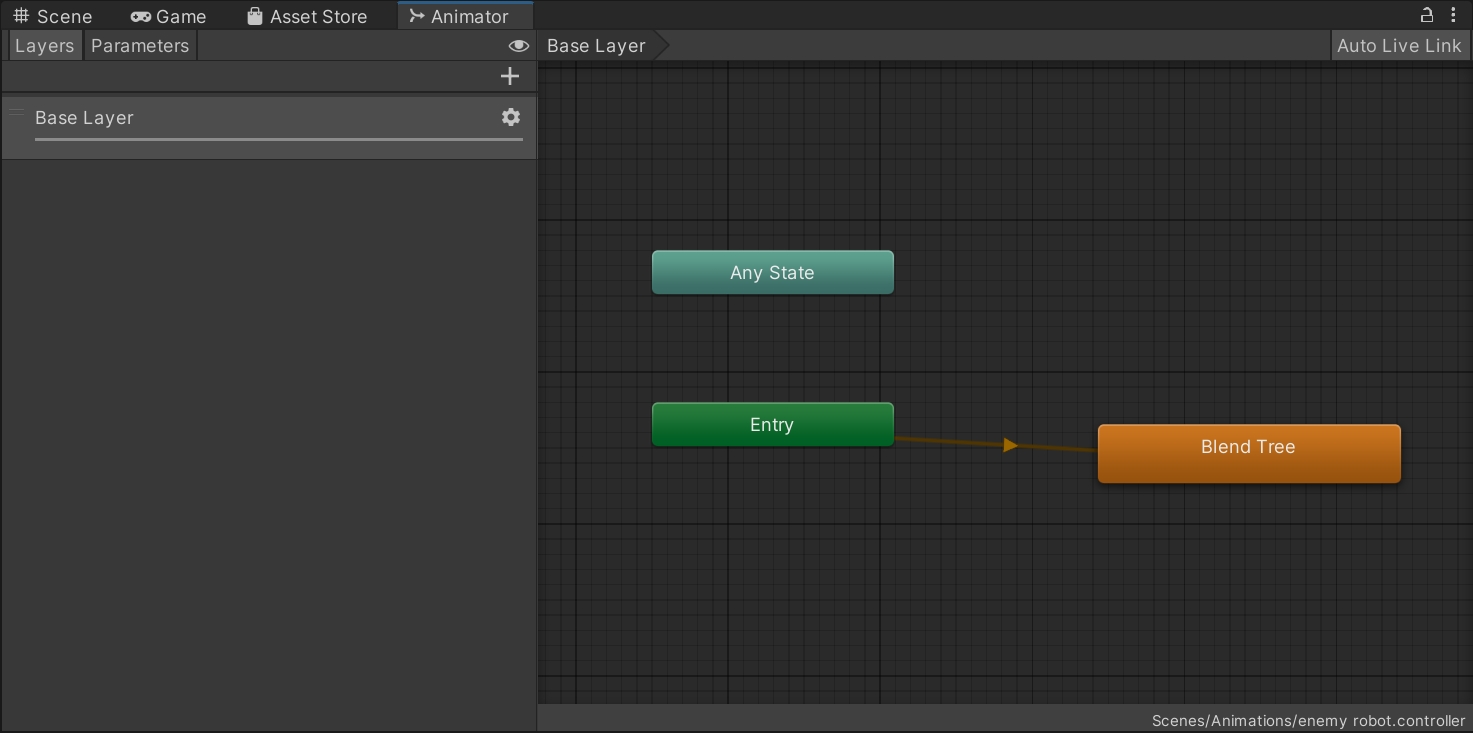 Scene Game Asset Store Animator
Layers Parameters Base Layer Auto Live Link
Base Layer
Any State
Entry
Blend Tree
Scenes/Animations/enemy robot.controller